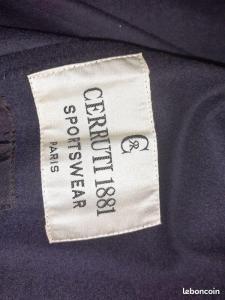 CERRUTI 1881
SPORTSWEAR
PARIS
leboncoin